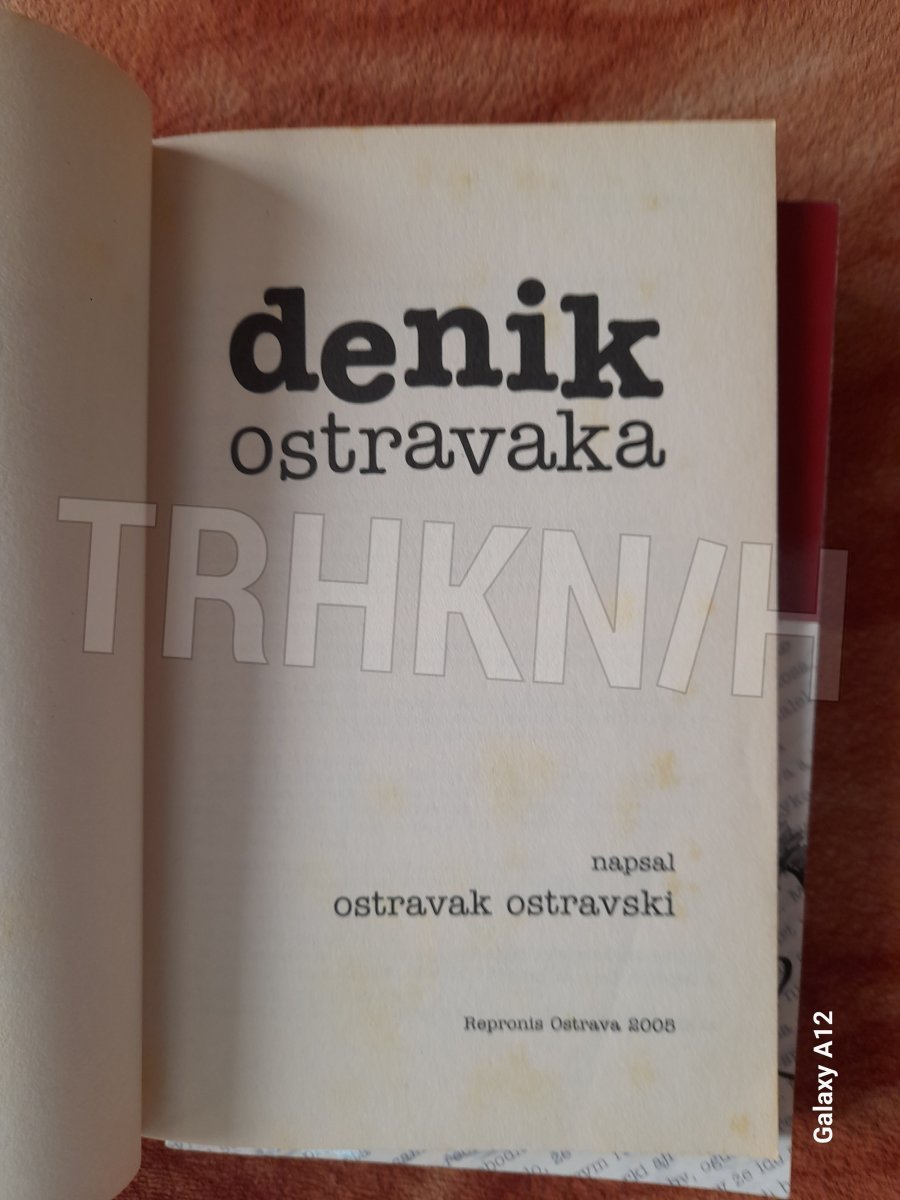 denik
ostravaka
TRHKNIH
napsal
ostravak ostravski
Repronis Ostrava 2005
Galaxy A12